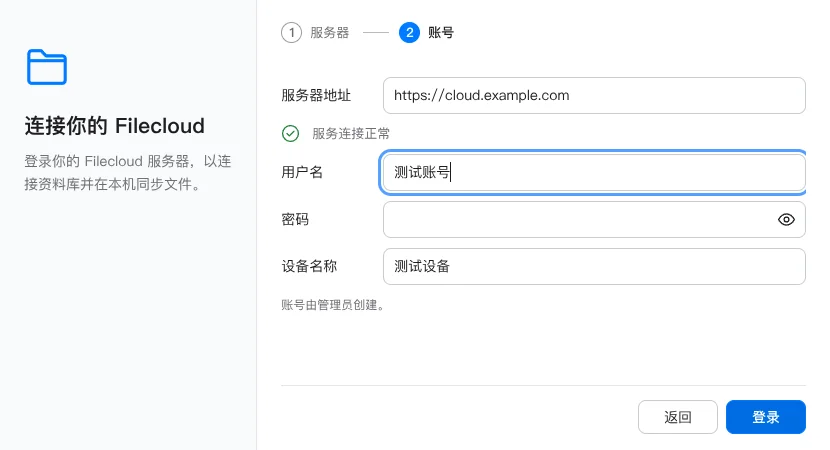 连接你的 Filecloud
登录你的 Filecloud 服务器，以连
接资料库并在本机同步文件。
1 服务器 2 账号
服务器地址 https://cloud.example.com
服务连接正常
用户名 测试账号
密码
设备名称 测试设备
账号由管理员创建。
返回 登录